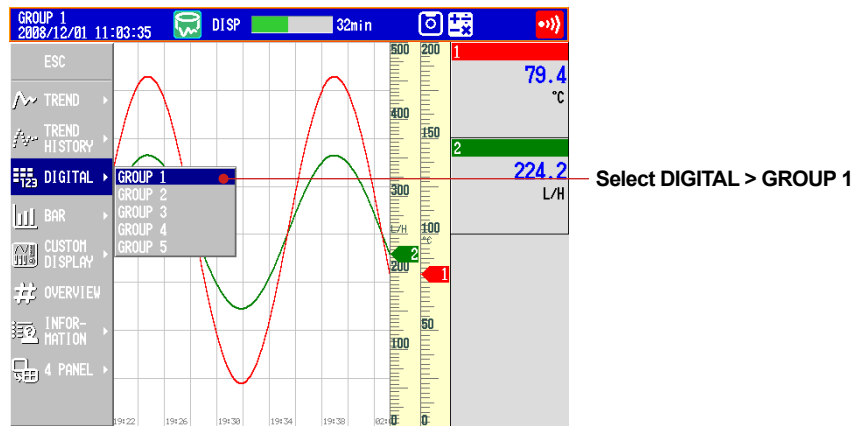 GROUP 1
2008/12/01 11:03:35
DISP
32min
ESC
TREND
TREND
HISTORY
DIGITAL
BAR
CUSTOM
DISPLAY
OVERVIEW
INFOR-
MATION
4 PANEL
GROUP 1
GROUP 2
GROUP 3
GROUP 4
GROUP 5
500
400
300
L/H
200
100
0
200
150
100
°C
50
0
2
1
1
79.4
°C
2
224.2
L/H
Select DIGITAL > GROUP 1
19:22
19:26
19:30
19:34
19:38